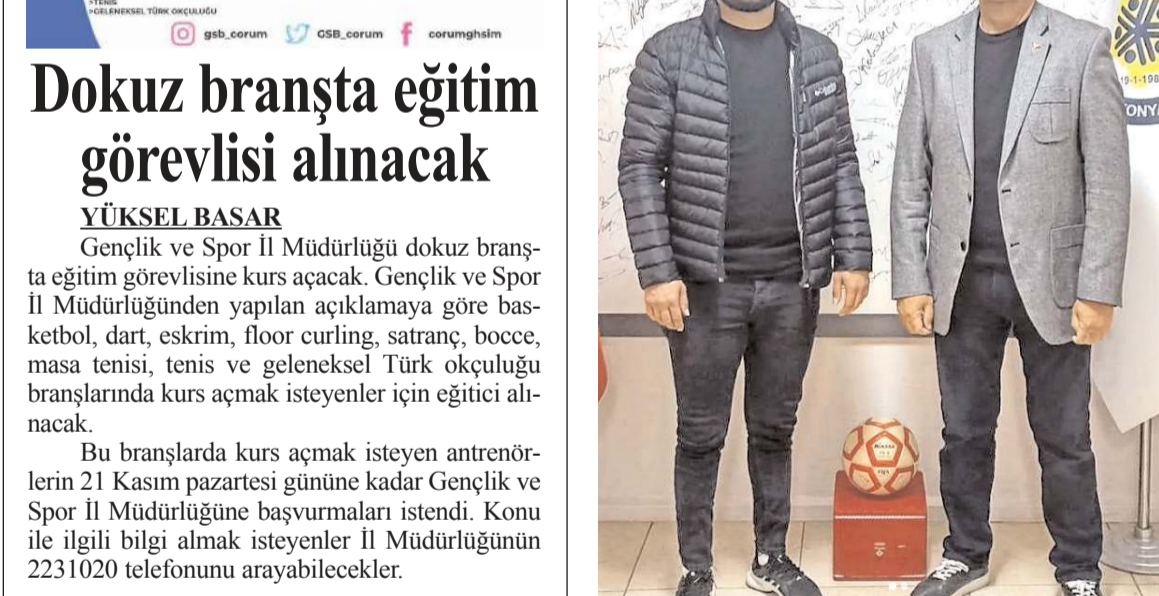 >TENİS
>GELENEKSEL TÜRK OKÇULUĞU
gsb_corum
GSB_corum
corumghsim
Dokuz branşta eğitim
görevlisi alınacak
YÜKSEL BASAR
Gençlik ve Spor İl Müdürlüğü dokuz branş-
ta eğitim görevlisine kurs açacak. Gençlik ve Spor
İl Müdürlüğünden yapılan açıklamaya göre bas-
ketbol, dart, eskrim, floor curling, satranç, bocce,
masa tenisi, tenis ve geleneksel Türk okçuluğu
branşlarında kurs açmak isteyenler için eğitici alı-
nacak.
Bu branşlarda kurs açmak isteyen antrenör-
lerin 21 Kasım pazartesi gününe kadar Gençlik ve
Spor İl Müdürlüğüne başvurmaları istendi. Konu
ile ilgili bilgi almak isteyenler İl Müdürlüğünün
2231020 telefonunu arayabilecekler.
19-1-198